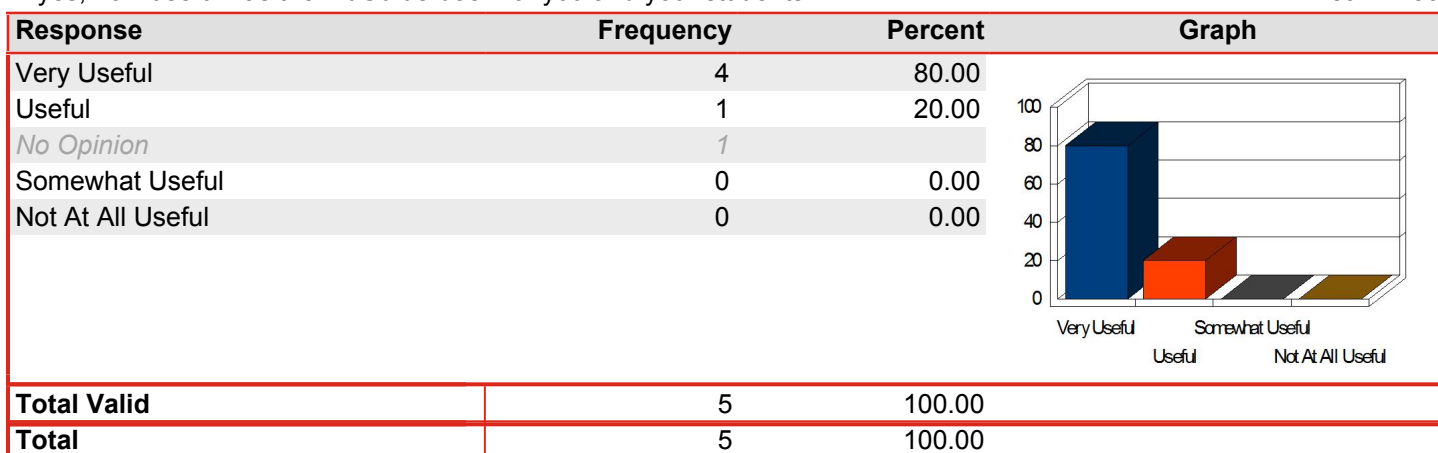 Response Frequency Percent Graph
Very Useful 4 80.00
Useful 1 20.00
No Opinion 1
Somewhat Useful 0 0.00
Not At All Useful 0 0.00
100
80
60
40
20
0
Very Useful Somewhat Useful
Useful Not At All Useful
Total Valid 5 100.00
Total 5 100.00